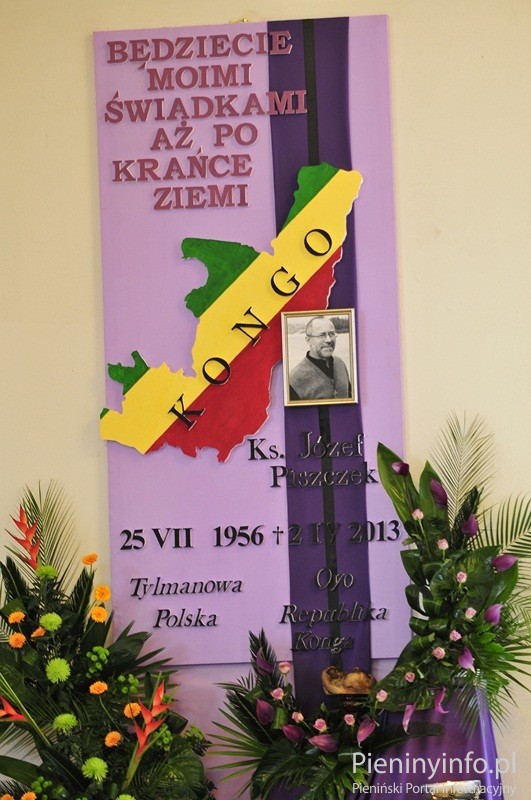 BĘDZIECIE
MOIMI
ŚWIADKAMI
AŻ PO
KRAŃCE
ZIEMI
KONGO
Ks. Józef
Piszczek
25 VII 1956 † 2 IV 2013
Tylmanowa
Polska
Oyo
Republika
Konga
Pieninyinfo.pl
Pieniński Portal Informacyjny